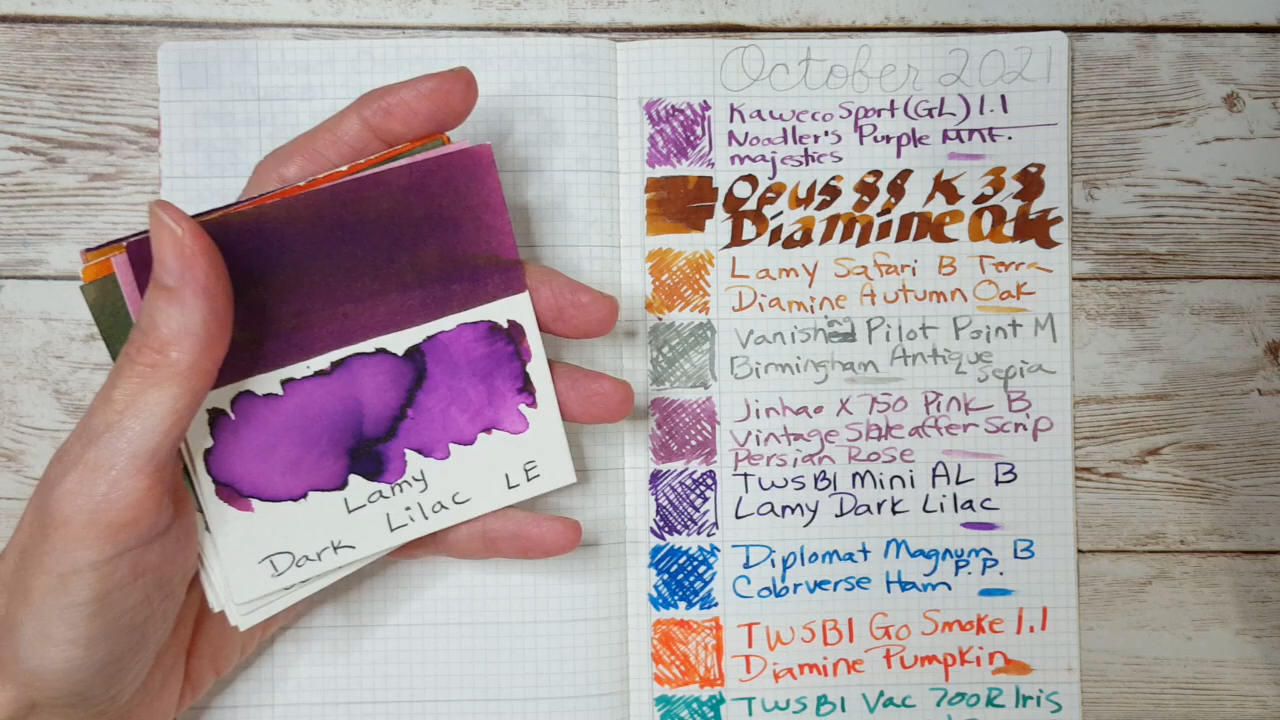 October 2021
Kaweco Sport (GL) 1.1
Noodler's Purple
majestics
Opus 88 K 38
Diamine Oak
Lamy Safari B Terra
Diamine Autumn Oak
Vanished Pilot Point M
Birmingham Antique
Sepia
Jinhao X750 Pink B
Vintage Sheaffer Scrip
Persian Rose
TWSBI Mini AL B
Lamy Dark Lilac
Diplomat Magnum B
P.P.
Ham
TWSBI Go Smoke 1.1
Diamine Pumpkin
TWSBI Vac 700R Iris
Lamy
Dark Lilac LE